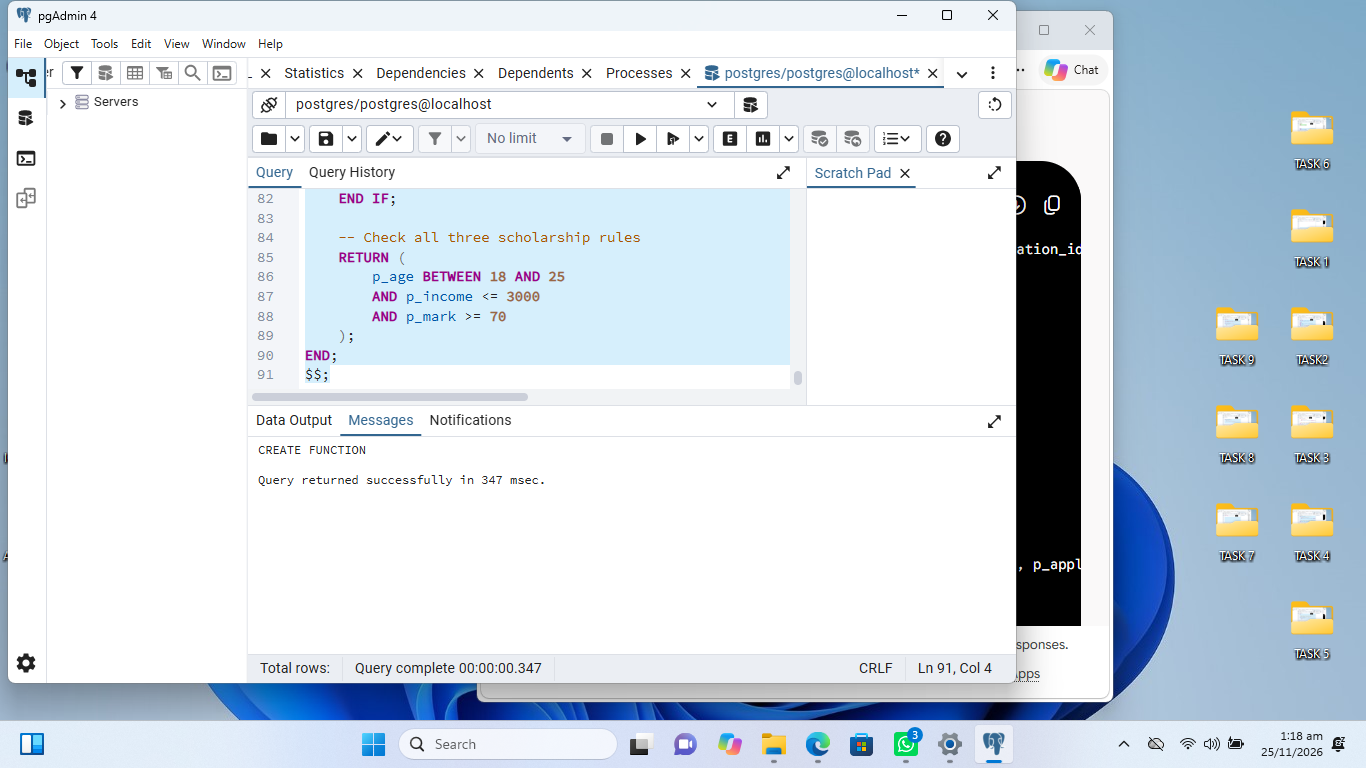 pgAdmin 4
File Object Tools Edit View Window Help
Statistics Dependencies Dependents Processes postgres/postgres@localhost*
Chat
Servers
postgres/postgres@localhost
No limit
Query Query History
Scratch Pad
82 END IF;
83
84 -- Check all three scholarship rules
85 RETURN (
86 p_age BETWEEN 18 AND 25
87 AND p_income <= 3000
88 AND p_mark >= 70
89 );
90 END;
91 $$;
Data Output Messages Notifications
CREATE FUNCTION
Query returned successfully in 347 msec.
Total rows: Query complete 00:00:00.347 CRLF Ln 91, Col 4
, p_appl
TASK 6
TASK 1
TASK 9 TASK2
TASK 8 TASK 3
TASK 7 TASK 4
TASK 5
Search
3
1:18 am
25/11/2026